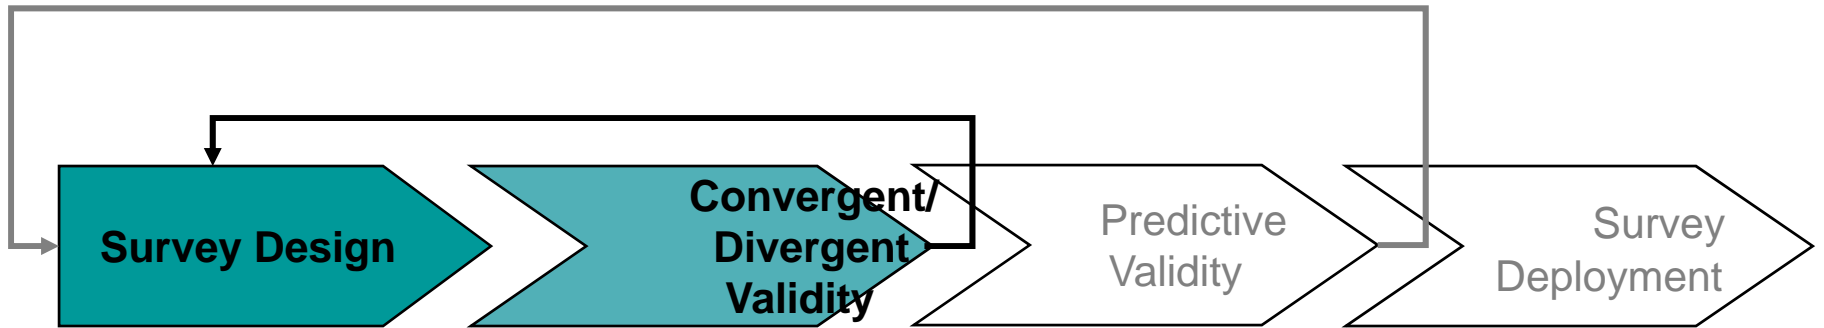 Survey Design
Convergent/
Divergent
Validity
Predictive
Validity
Survey
Deployment